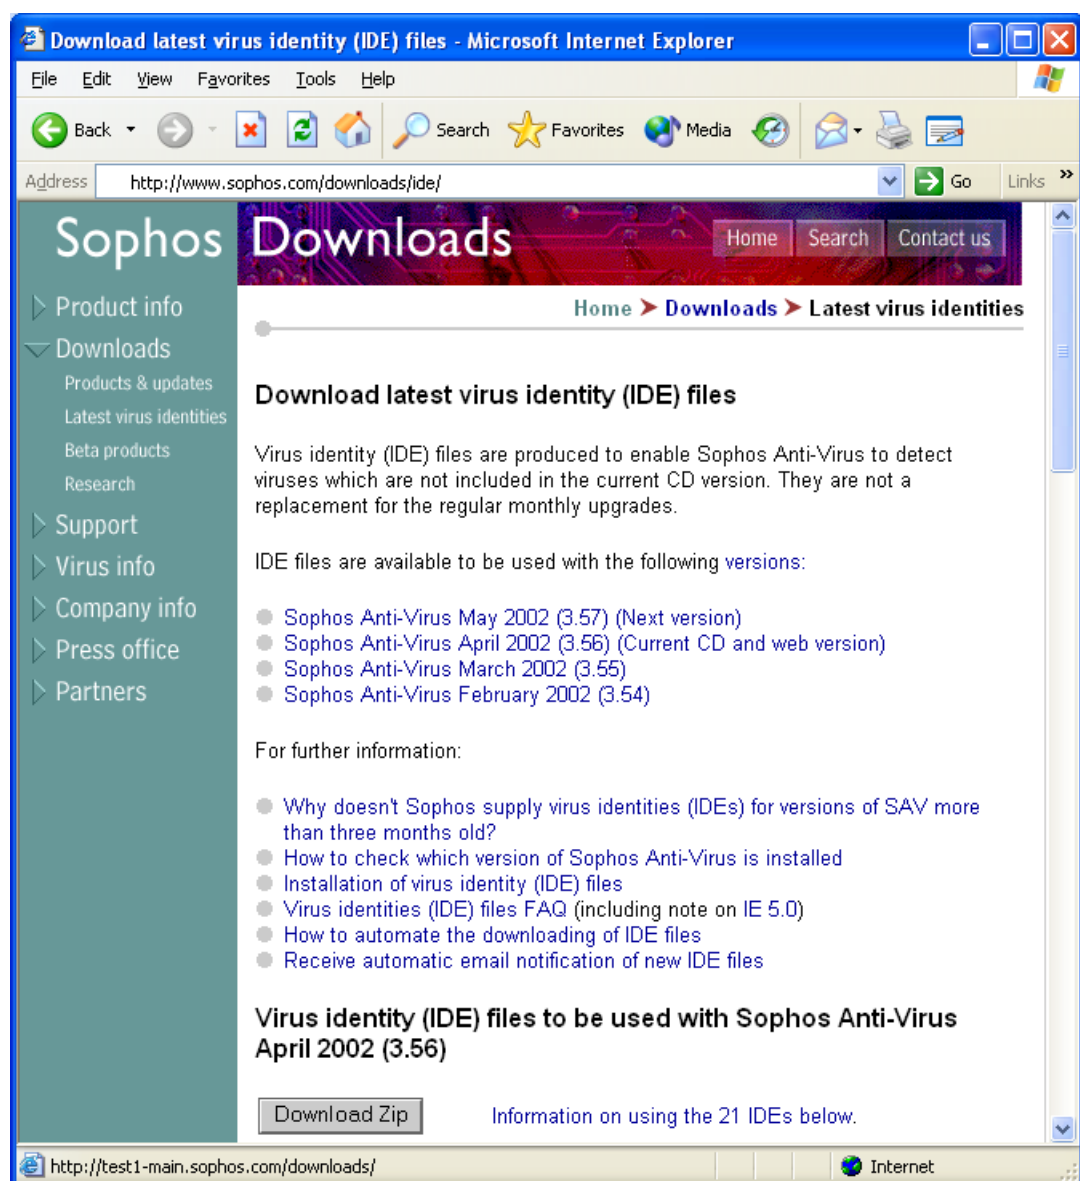 Download latest virus identity (IDE) files - Microsoft Internet Explorer
File Edit View Favorites Tools Help
Back Search Favorites Media
Address http://www.sophos.com/downloads/ide/ Go Links »
Sophos Downloads Home Search Contact us
Home > Downloads > Latest virus identities
Product info
Downloads
Products & updates
Latest virus identities
Beta products
Research
Support
Virus info
Company info
Press office
Partners
Download latest virus identity (IDE) files
Virus identity (IDE) files are produced to enable Sophos Anti-Virus to detect
viruses which are not included in the current CD version. They are not a
replacement for the regular monthly upgrades.
IDE files are available to be used with the following versions:
Sophos Anti-Virus May 2002 (3.57) (Next version)
Sophos Anti-Virus April 2002 (3.56) (Current CD and web version)
Sophos Anti-Virus March 2002 (3.55)
Sophos Anti-Virus February 2002 (3.54)
For further information:
Why doesn't Sophos supply virus identities (IDEs) for versions of SAV more
than three months old?
How to check which version of Sophos Anti-Virus is installed
Installation of virus identity (IDE) files
Virus identities (IDE) files FAQ (including note on IE 5.0)
How to automate the downloading of IDE files
Receive automatic email notification of new IDE files
Virus identity (IDE) files to be used with Sophos Anti-Virus
April 2002 (3.56)
Download Zip Information on using the 21 IDEs below.
http://test1-main.sophos.com/downloads/ Internet